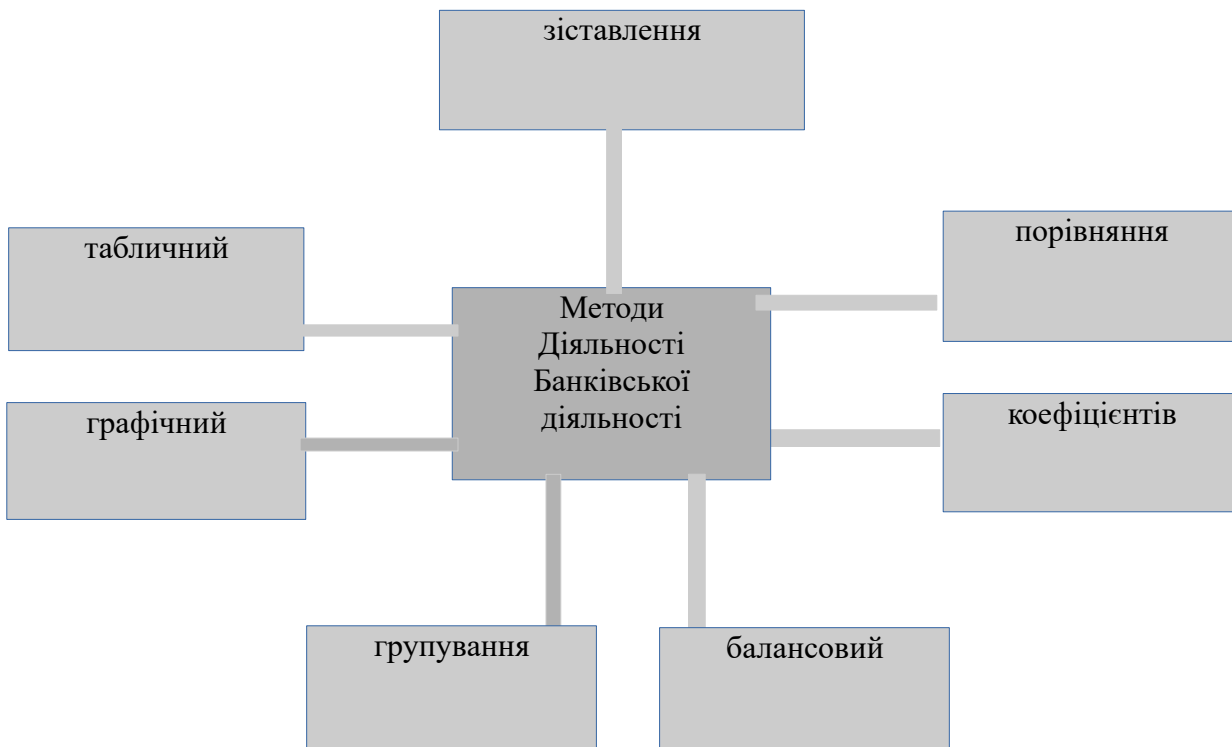 зіставлення
табличний
порівняння
Методи
Діяльності
Банківської
діяльності
графічний
коефіцієнтів
групування
балансовий